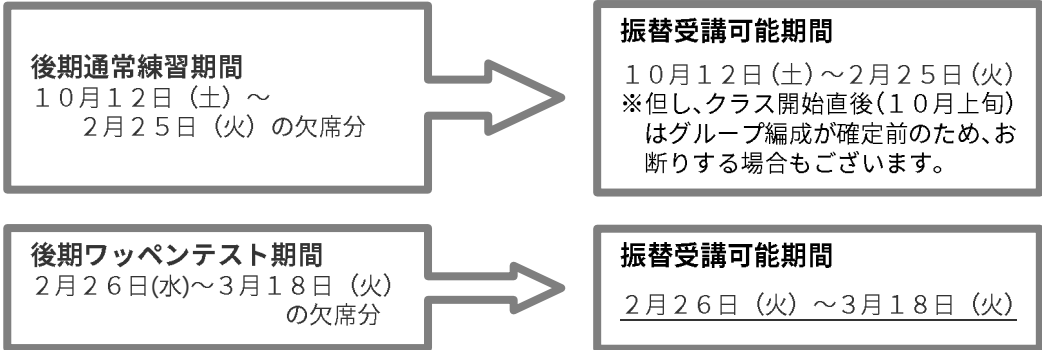 後期通常練習期間
１０月１２日（土）～
２月２５日（火）の欠席分
振替受講可能期間
１０月１２日（土）～２月２５日（火）
※但し、クラス開始直後（１０月上旬）
はグループ編成が確定前のため、お
断りする場合もございます。
後期ワッペンテスト期間
２月２６日(水)～３月１８日（火）
の欠席分
振替受講可能期間
２月２６日（火）～３月１８日（火）